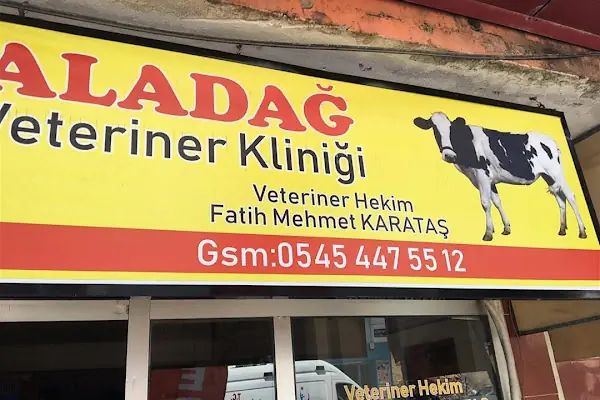 ALADAĞ
Veteriner Kliniği
Veteriner Hekim
Fatih Mehmet KARATAŞ
Gsm:0545 447 55 12
Veteriner Hekim